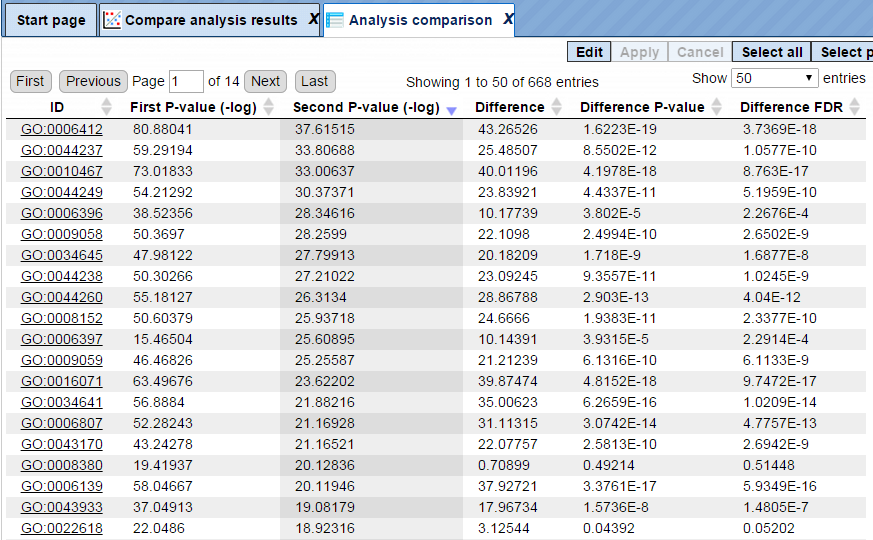 Start page Compare analysis results X Analysis comparison X
Edit Apply Cancel Select all Select p
First Previous Page 1 of 14 Next Last Showing 1 to 50 of 668 entries Show 50 entries
ID First P-value (-log) Second P-value (-log) Difference Difference P-value Difference FDR
GO:0006412 80.88041 37.61515 43.26526 1.6223E-19 3.7369E-18
GO:0044237 59.29194 33.80688 25.48507 8.5502E-12 1.0577E-10
GO:0010467 73.01833 33.00637 40.01196 4.1978E-18 8.763E-17
GO:0044249 54.21292 30.37371 23.83921 4.4337E-11 5.1959E-10
GO:0006396 38.52356 28.34616 10.17739 3.802E-5 2.2676E-4
GO:0009058 50.3697 28.2599 22.1098 2.4994E-10 2.6502E-9
GO:0034645 47.98122 27.79913 20.18209 1.718E-9 1.6877E-8
GO:0044238 50.30266 27.21022 23.09245 9.3557E-11 1.0245E-9
GO:0044260 55.18127 26.3134 28.86788 2.903E-13 4.04E-12
GO:0008152 50.60379 25.93718 24.6666 1.9383E-11 2.3377E-10
GO:0006397 15.46504 25.60895 10.14391 3.9315E-5 2.2914E-4
GO:0009059 46.46826 25.25587 21.21239 6.1316E-10 6.1133E-9
GO:0016071 63.49676 23.62202 39.87474 4.8152E-18 9.7472E-17
GO:0034641 56.8884 21.88216 35.00623 6.2659E-16 1.0209E-14
GO:0006807 52.28243 21.16928 31.11315 3.0742E-14 4.7757E-13
GO:0043170 43.24278 21.16521 22.07757 2.5813E-10 2.6942E-9
GO:0008380 19.41937 20.12836 0.70899 0.49214 0.51448
GO:0006139 58.04667 20.11946 37.92721 3.3761E-17 5.9349E-16
GO:0043933 37.04913 19.08179 17.96734 1.5736E-8 1.4805E-7
GO:0022618 22.0486 18.92316 3.12544 0.04392 0.05202